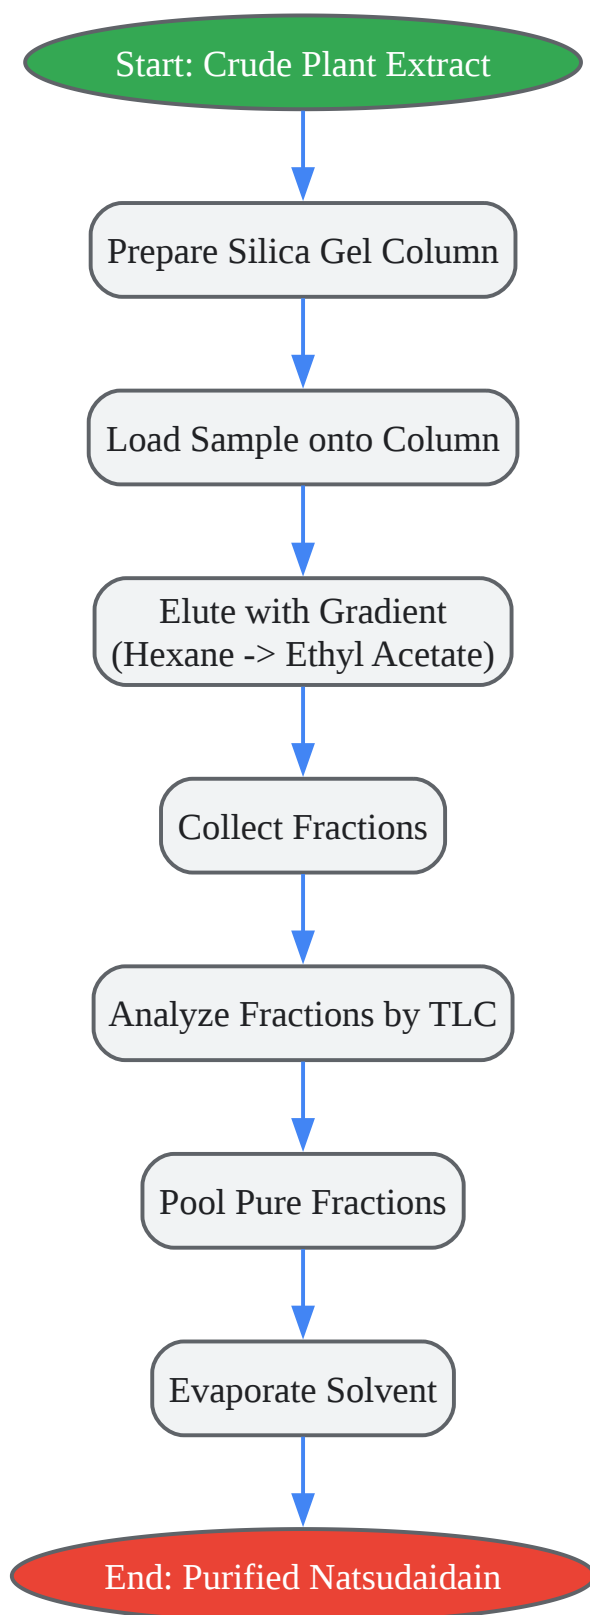 Start: Crude Plant Extract
Prepare Silica Gel Column
Load Sample onto Column
Elute with Gradient
(Hexane -> Ethyl Acetate)
Collect Fractions
Analyze Fractions by TLC
Pool Pure Fractions
Evaporate Solvent
End: Purified Natsudaidain